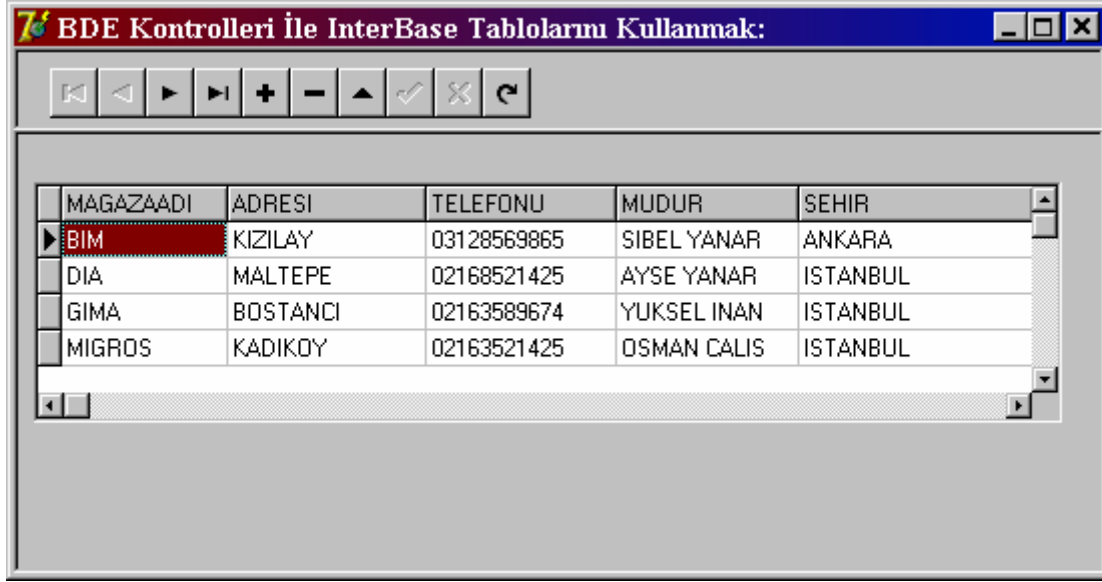 BDE Kontrolleri İle InterBase Tablolarını Kullanmak:
MAGAZAADI ADRESI TELEFONU MUDUR SEHIR
BIM KIZILAY 03128569865 SIBEL YANAR ANKARA
DIA MALTEPE 02168521425 AYSE YANAR ISTANBUL
GIMA BOSTANCI 02163589674 YUKSEL INAN ISTANBUL
MIGROS KADIKOY 02163521425 OSMAN CALIS ISTANBUL